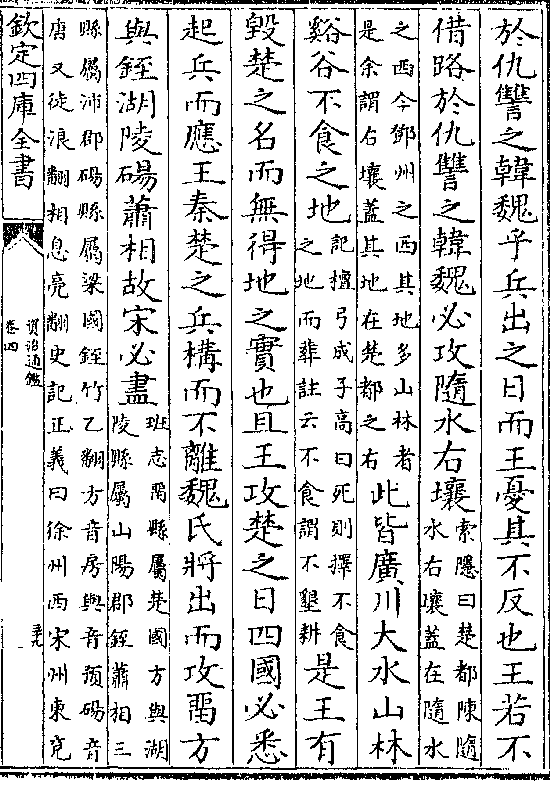 於仇讐之韓魏乎兵出之日而王憂其不反也王若不
借路於仇讐之韓魏必攻隨水右壤索隱曰楚都陳隨
水右壤蓋在隨水
之西今鄧州之西其地多山林者
是余謂右壤蓋其地在楚都之右此皆廣川大水山林
谿谷不食之地記檀弓成子高曰死則擇不食
之地而葬註云不食謂不墾耕是王有
毀楚之名而無得地之實也且王攻楚之日四國必悉
起兵而應王秦楚之兵構而不離魏氏將出而攻㽞方
與銍湖陵碭蕭相故宋必盡班志㽞縣屬楚國方與湖
陵縣屬山陽郡銍蕭相三
縣屬沛郡碭縣屬梁國銍竹乙翻方音房與音預碭音
唐又徒浪翻相息亮翻史記正義曰徐州西宋州東兖
欽定四庫全書
資治通鑑
卷四